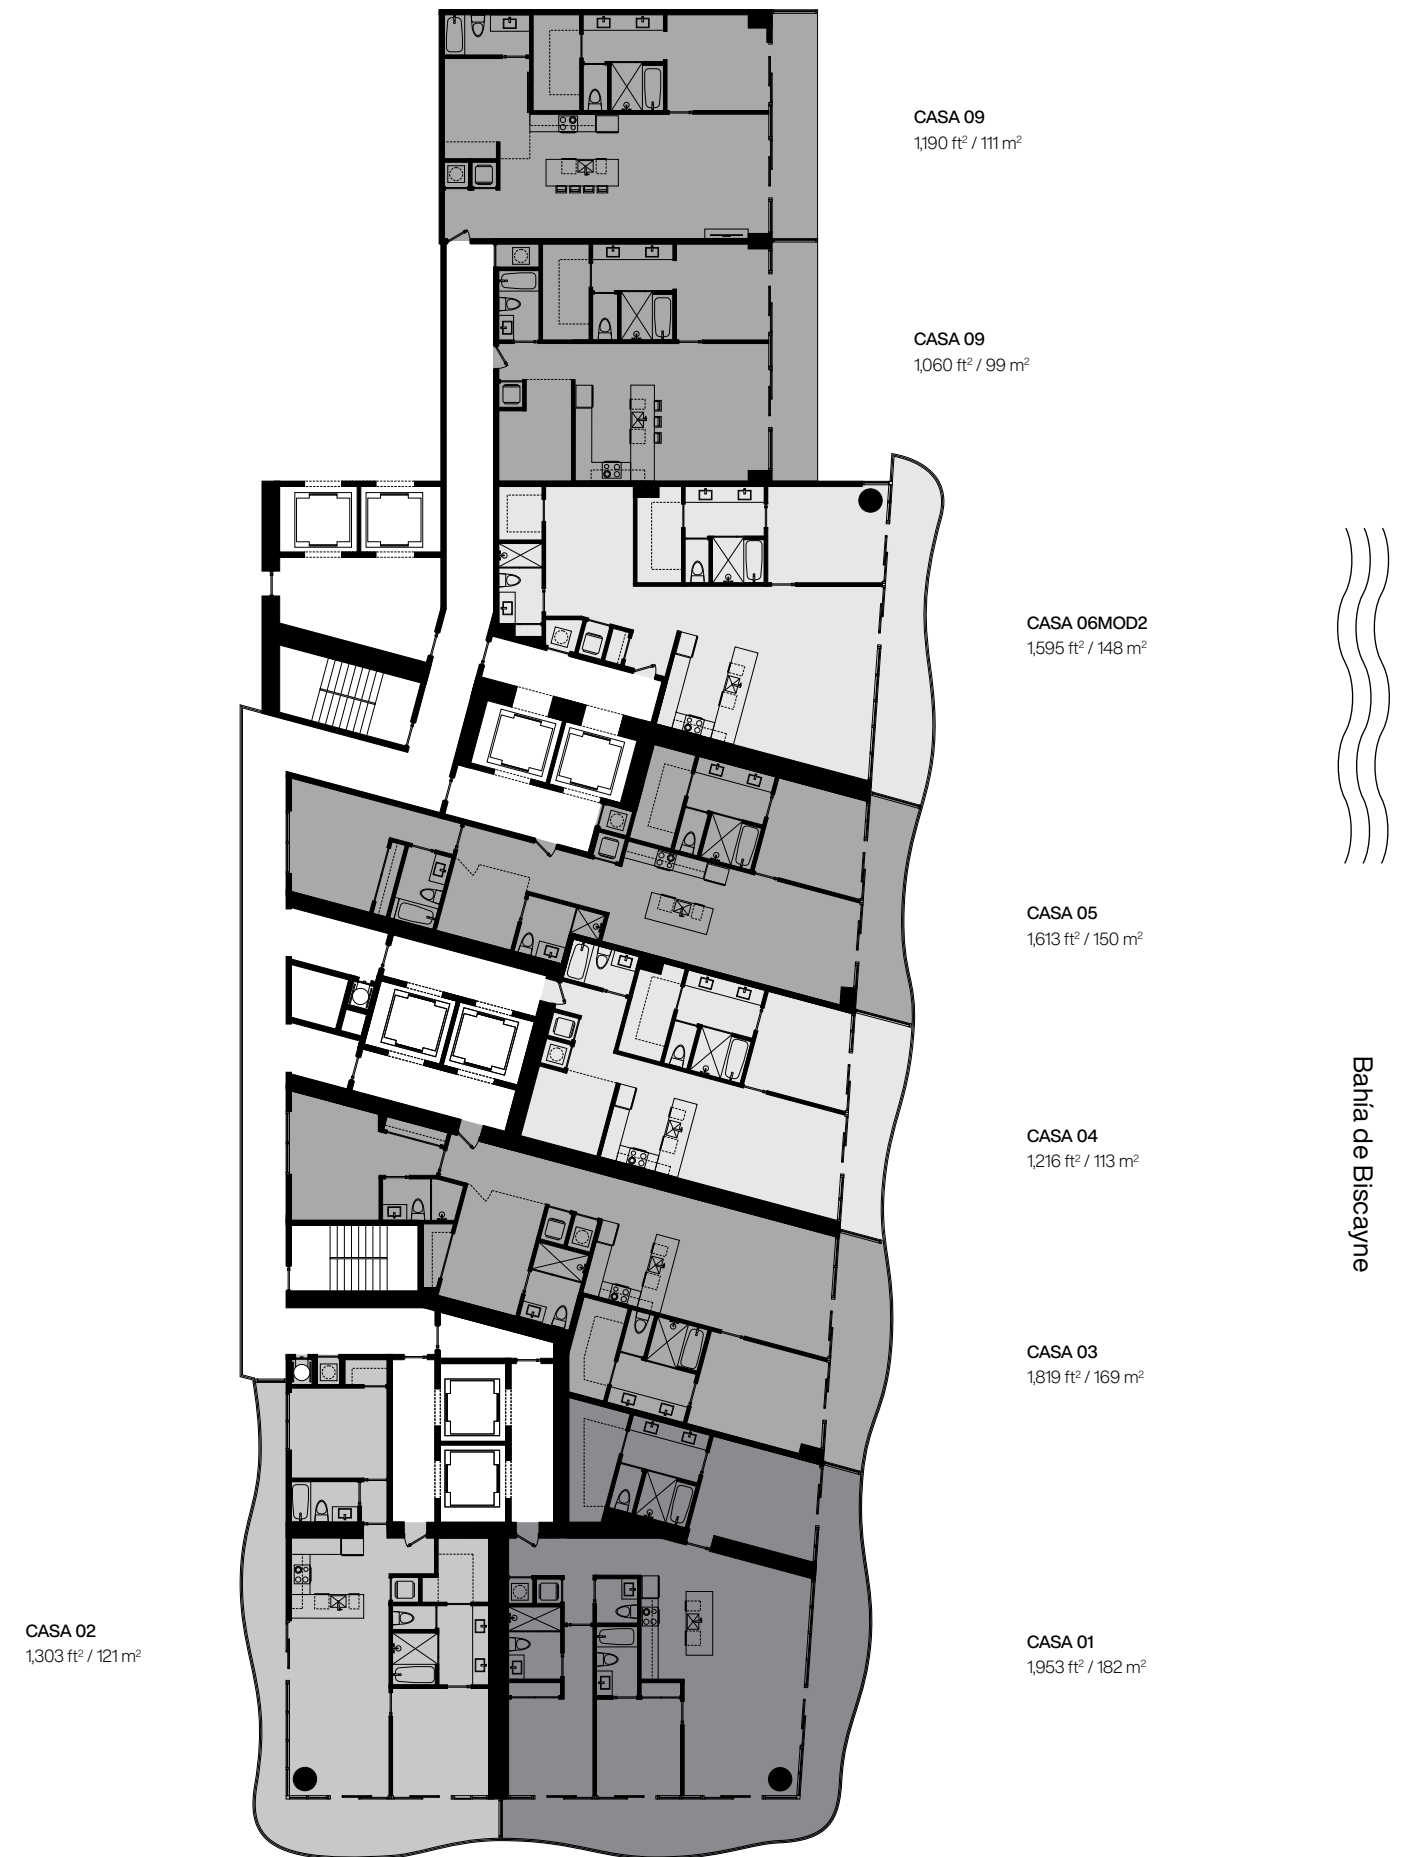 CASA 09
1,190 ft² / 111 m²
CASA 09
1,060 ft² / 99 m²
CASA 06MOD2
1,595 ft² / 148 m²
CASA 05
1,613 ft² / 150 m²
Bahía de Biscayne
CASA 04
1,216 ft² / 113 m²
CASA 03
1,819 ft² / 169 m²
CASA 02
1,303 ft² / 121 m²
CASA 01
1,953 ft² / 182 m²